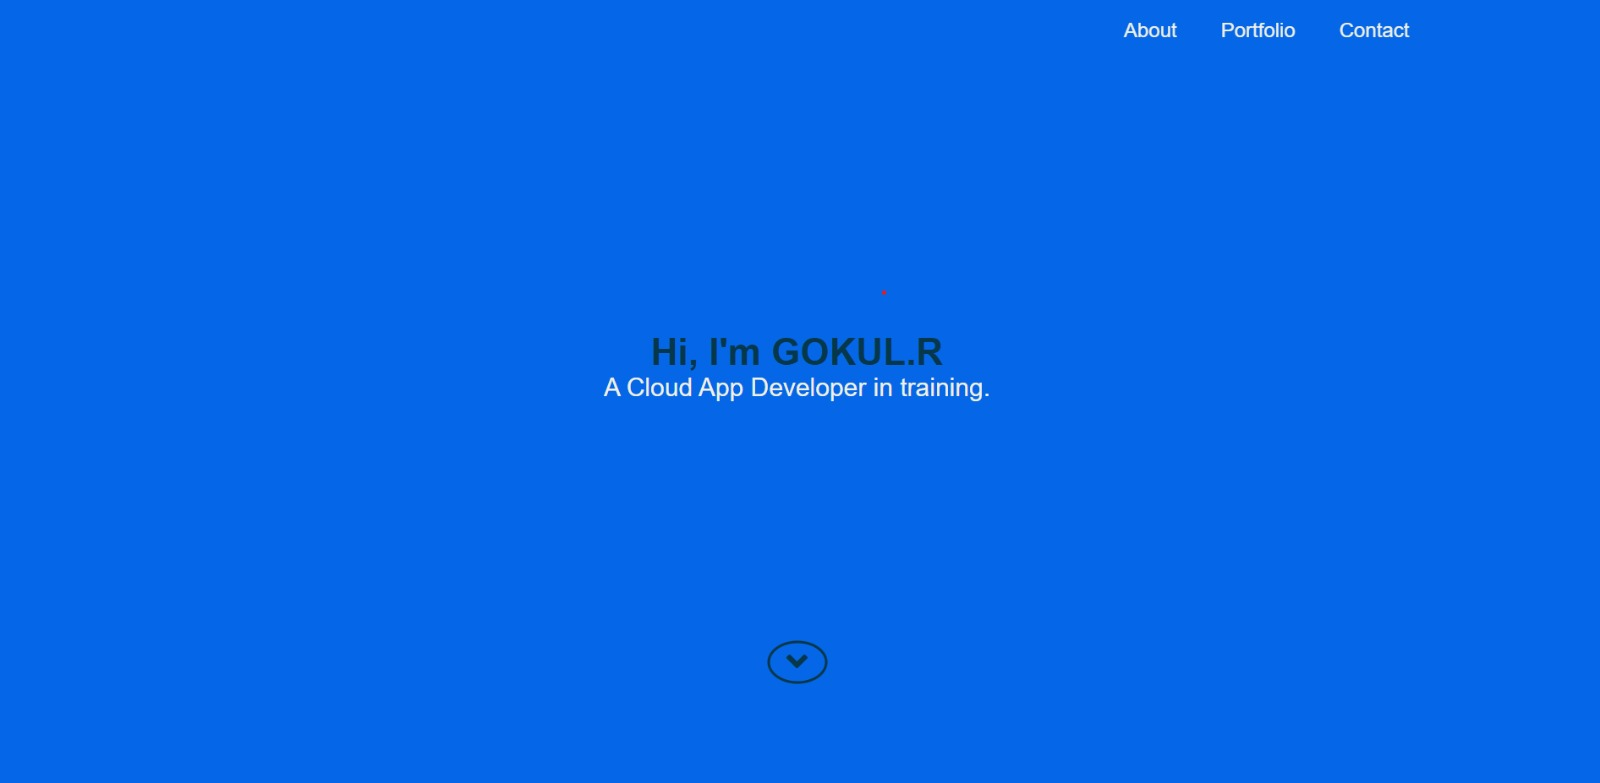 About Portfolio Contact
Hi, I'm GOKUL.R
A Cloud App Developer in training.